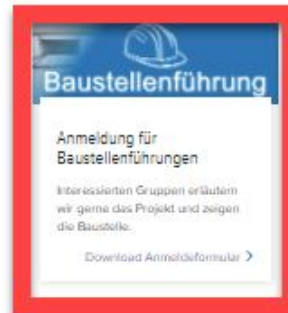 Baustellenführung
Anmeldung für
Baustellenführungen
Interessierten Gruppen erläutern
wir gerne das Projekt und zeigen
die Baustelle.
Download Anmeldeformular